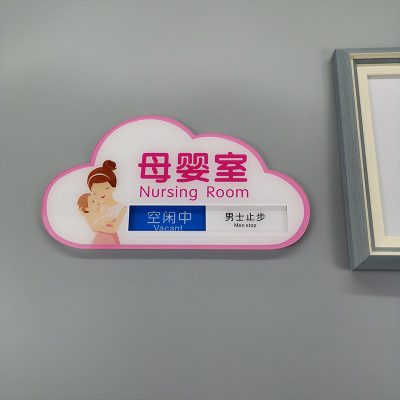 母婴室
Nursing Room
空闲中
Vacant
男士止步
Men stop